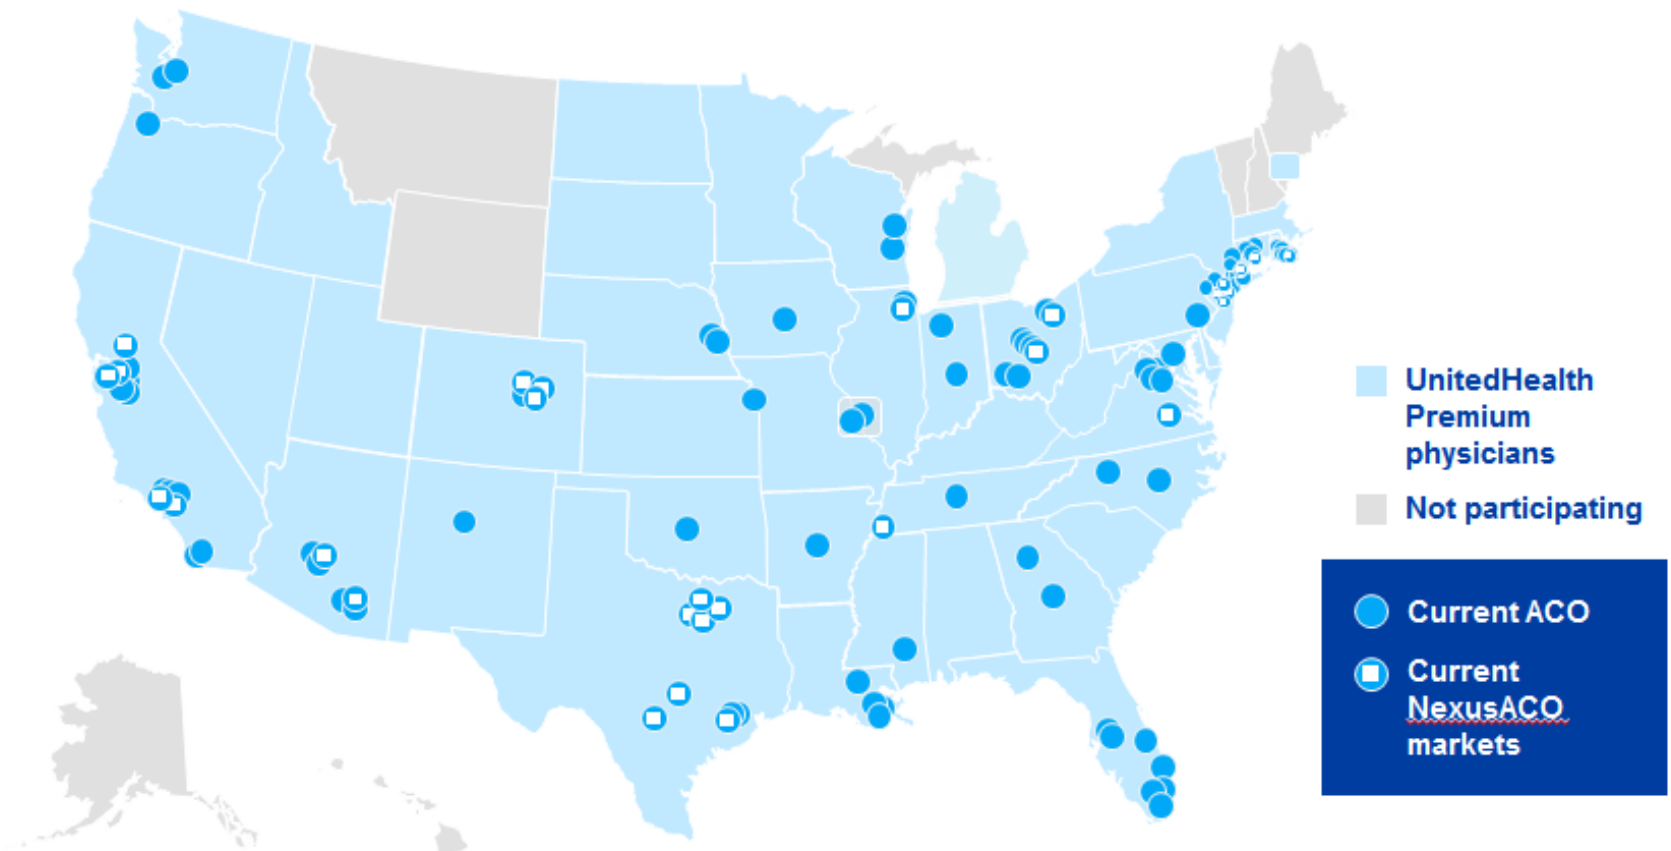 UnitedHealth
Premium
physicians
Not participating
Current ACO
Current
NexusACO
markets